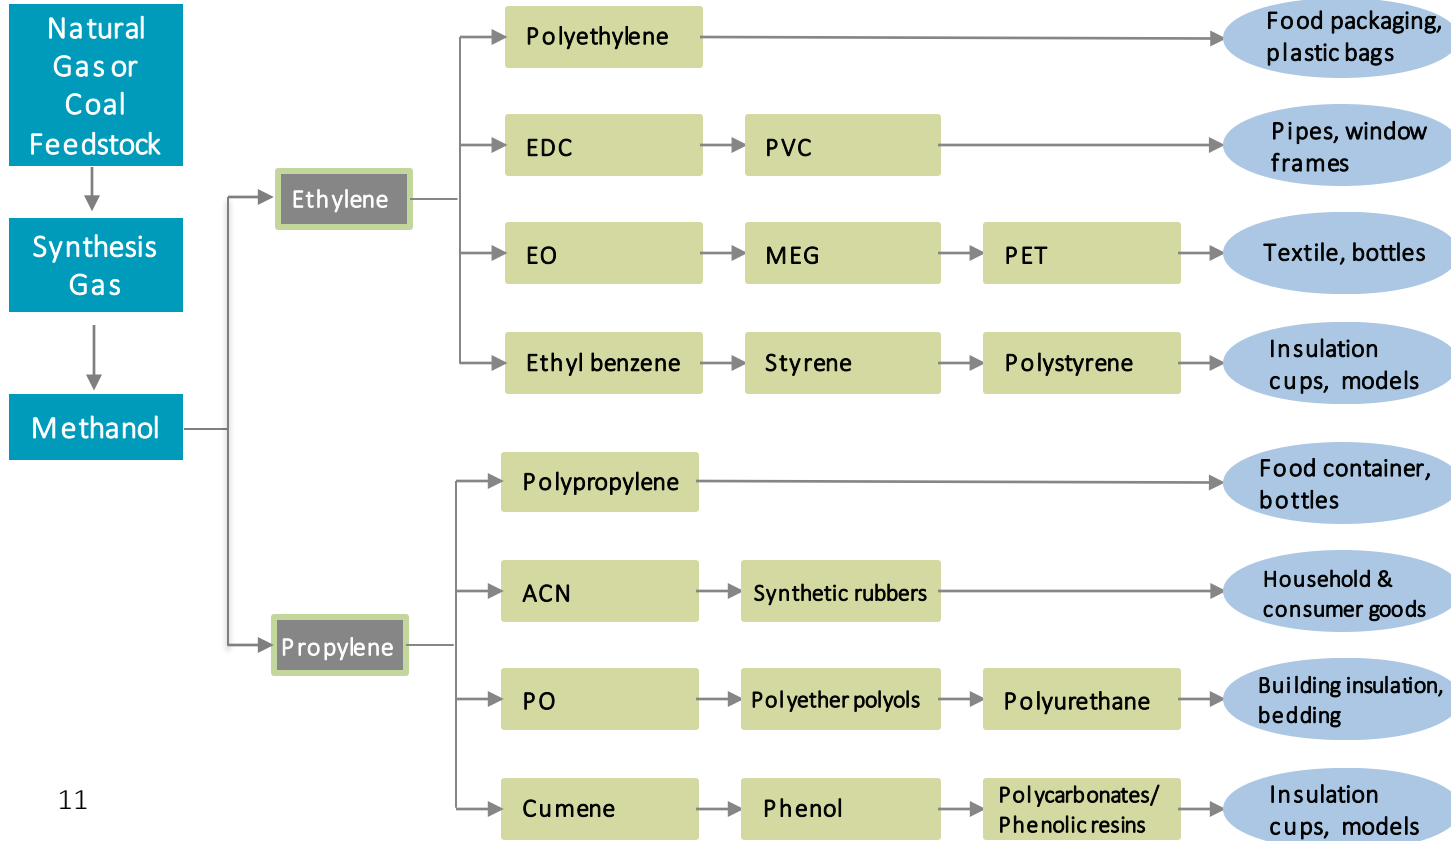 Natural
Gas or
Coal
Feedstock
Synthesis
Gas
Methanol
Ethylene
Polyethylene
Food packaging,
plastic bags
EDC
PVC
Pipes, window
frames
EO
MEG
PET
Textile, bottles
Ethyl benzene
Styrene
Polystyrene
Insulation
cups, models
Propylene
Polypropylene
Food container,
bottles
ACN
Synthetic rubbers
Household &
consumer goods
PO
Polyether polyols
Polyurethane
Building insulation,
bedding
Cumene
Phenol
Polycarbonates/
Phenolic resins
Insulation
cups, models
11